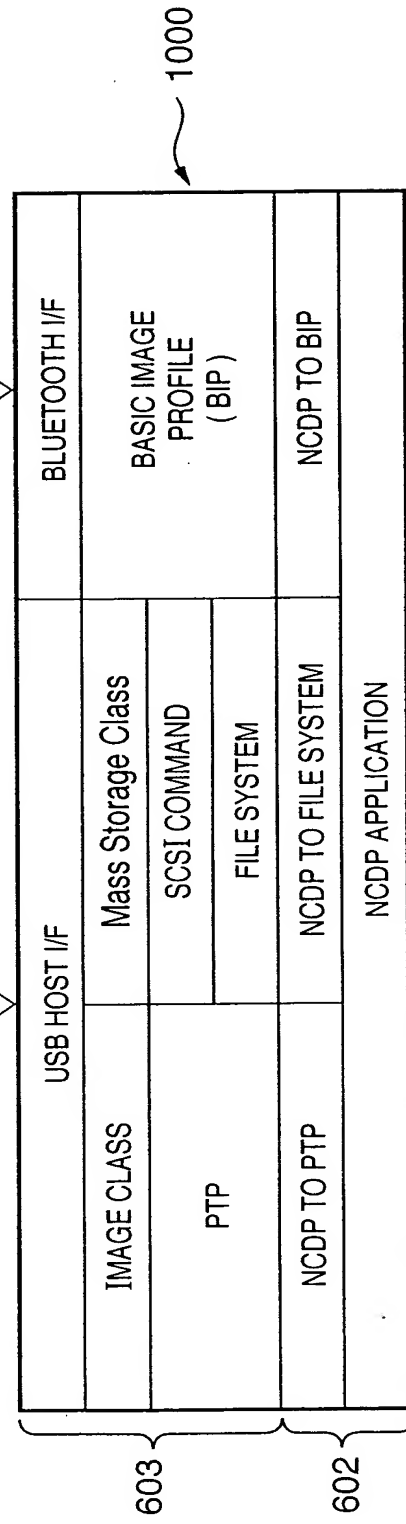 1000
USB HOST I/F
BLUETOOTH I/F
IMAGE CLASS
Mass Storage Class
BASIC IMAGE
PROFILE
( BIP )
PTP
SCSI COMMAND
FILE SYSTEM
NCDP TO PTP
NCDP TO FILE SYSTEM
NCDP TO BIP
NCDP APPLICATION
603
602